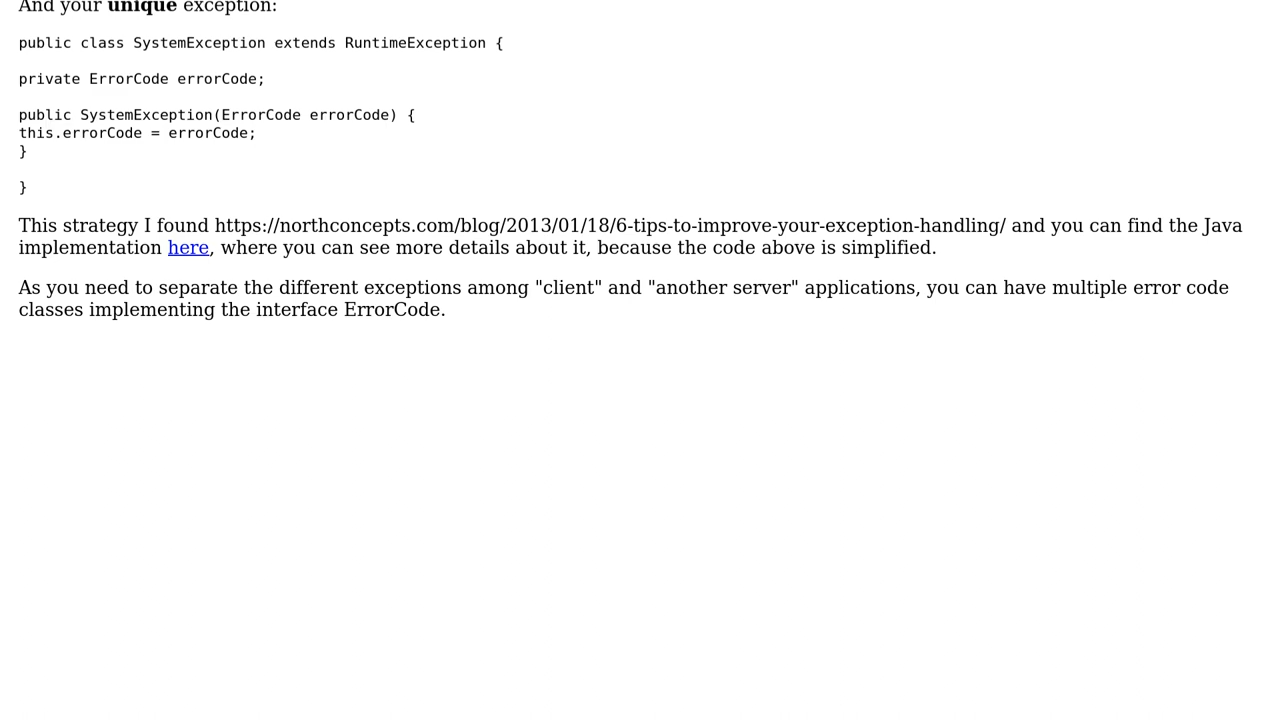 And your unique exception:
public class SystemException extends RuntimeException {
private ErrorCode errorCode;
public SystemException(ErrorCode errorCode) {
this.errorCode = errorCode;
}
}
This strategy I found https://northconcepts.com/blog/2013/01/18/6-tips-to-improve-your-exception-handling/ and you can find the Java
implementation here, where you can see more details about it, because the code above is simplified.
As you need to separate the different exceptions among "client" and "another server" applications, you can have multiple error code
classes implementing the interface ErrorCode.